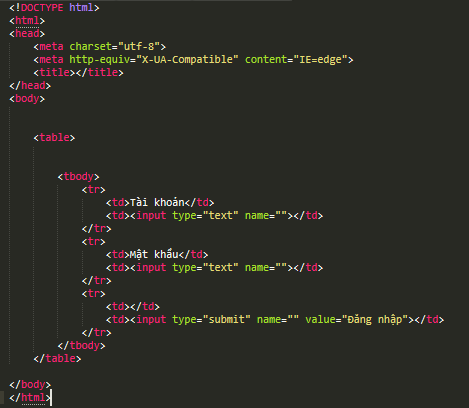 <!DOCTYPE html>
<html>
<head>
    <meta charset="utf-8">
    <meta http-equiv="X-UA-Compatible" content="IE=edge">
    <title></title>
</head>
<body>
    <table>
        <tbody>
            <tr>
                <td>Tài khoản</td>
                <td><input type="text" name=""></td>
            </tr>
            <tr>
                <td>Mật khẩu</td>
                <td><input type="text" name=""></td>
            </tr>
            <tr>
                <td></td>
                <td><input type="submit" name="" value="Đăng nhập"></td>
            </tr>
        </tbody>
    </table>
</body>
</html>